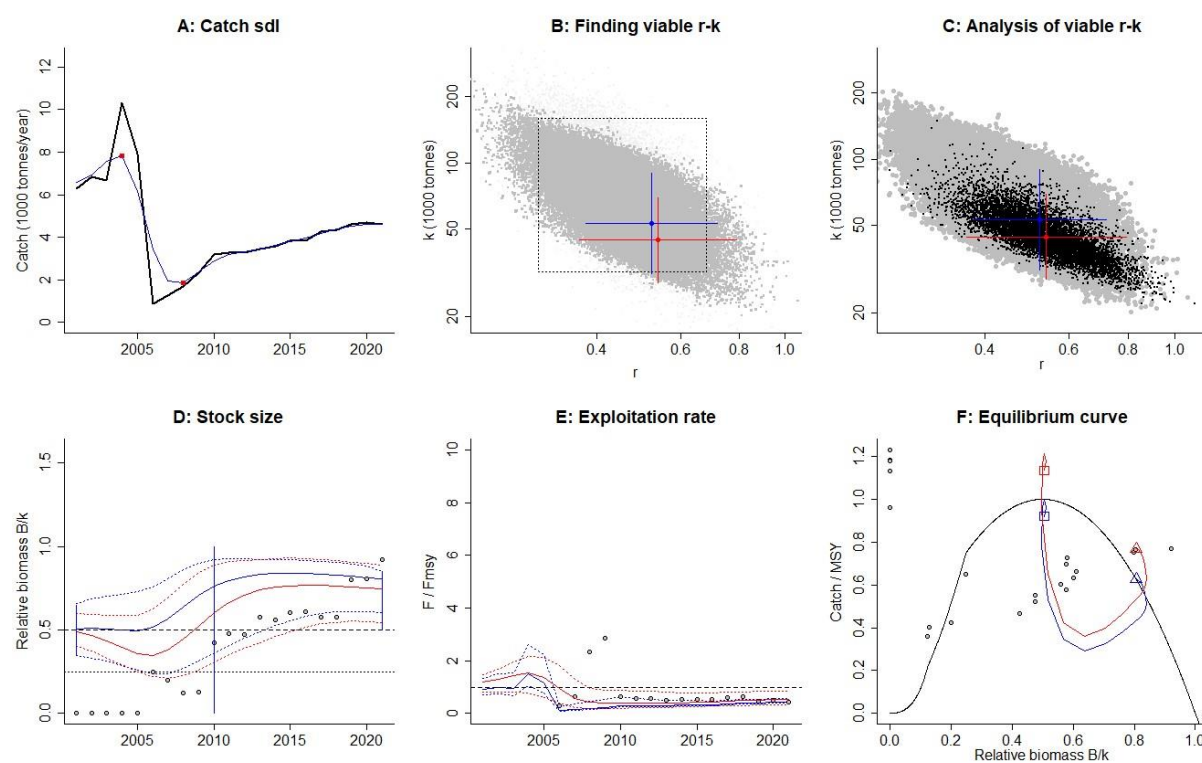 A: Catch sdl
Catch (1000 tonnes/year)
0 2 4 6 8 10 12
2005 2010 2015 2020
B: Finding viable r-k
k (1000 tonnes)
20 50 100 200
0.4 0.6 0.8 1.0
r
C: Analysis of viable r-k
k (1000 tonnes)
20 50 100 200
0.4 0.6 0.8 1.0
r
D: Stock size
Relative biomass B/k
0.0 0.5 1.0 1.5
2005 2010 2015 2020
E: Exploitation rate
F / Fmsy
0 2 4 6 8 10
2005 2010 2015 2020
F: Equilibrium curve
Catch / MSY
0.0 0.2 0.4 0.6 0.8 1.0 1.2
0.0 0.2 0.4 0.6 0.8 1.0
Relative biomass B/k